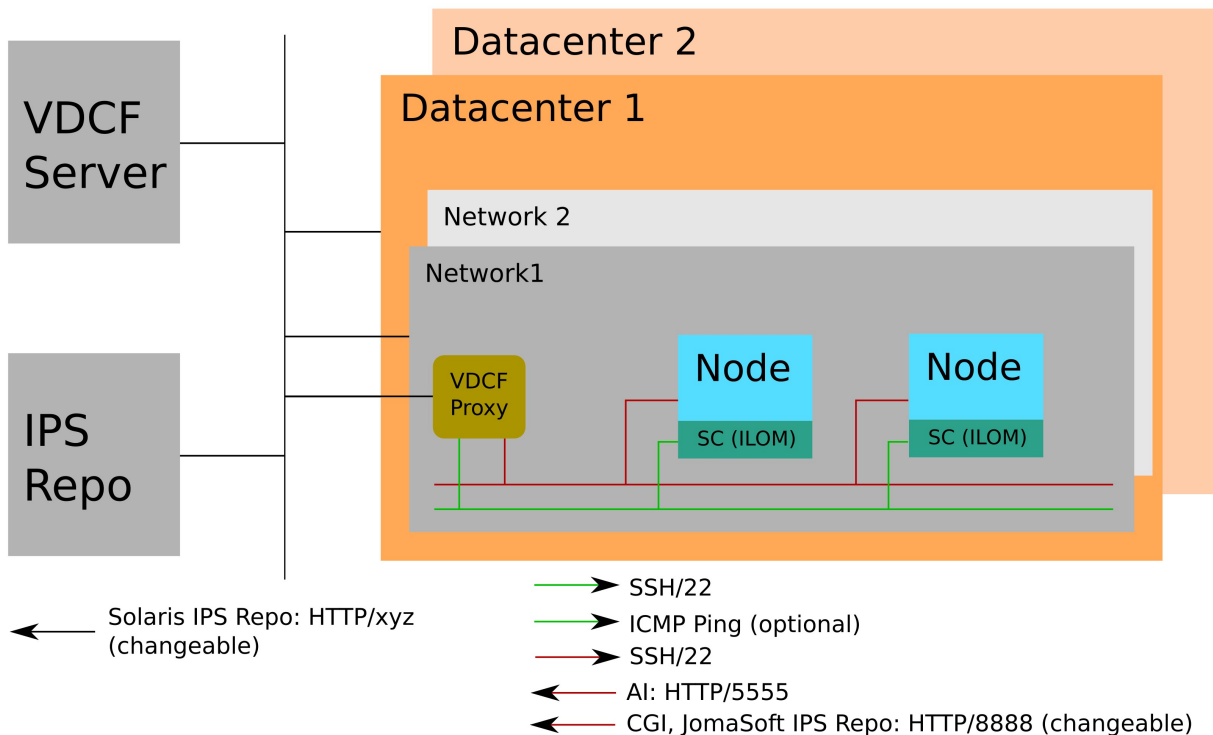 Datacenter 2
Datacenter 1
VDCF
Server
Network 2
Network1
VDCF
Proxy
Node
SC (ILOM)
Node
SC (ILOM)
IPS
Repo
Solaris IPS Repo: HTTP/xyz
(changeable)
SSH/22
ICMP Ping (optional)
SSH/22
AI: HTTP/5555
CGI, JomaSoft IPS Repo: HTTP/8888 (changeable)